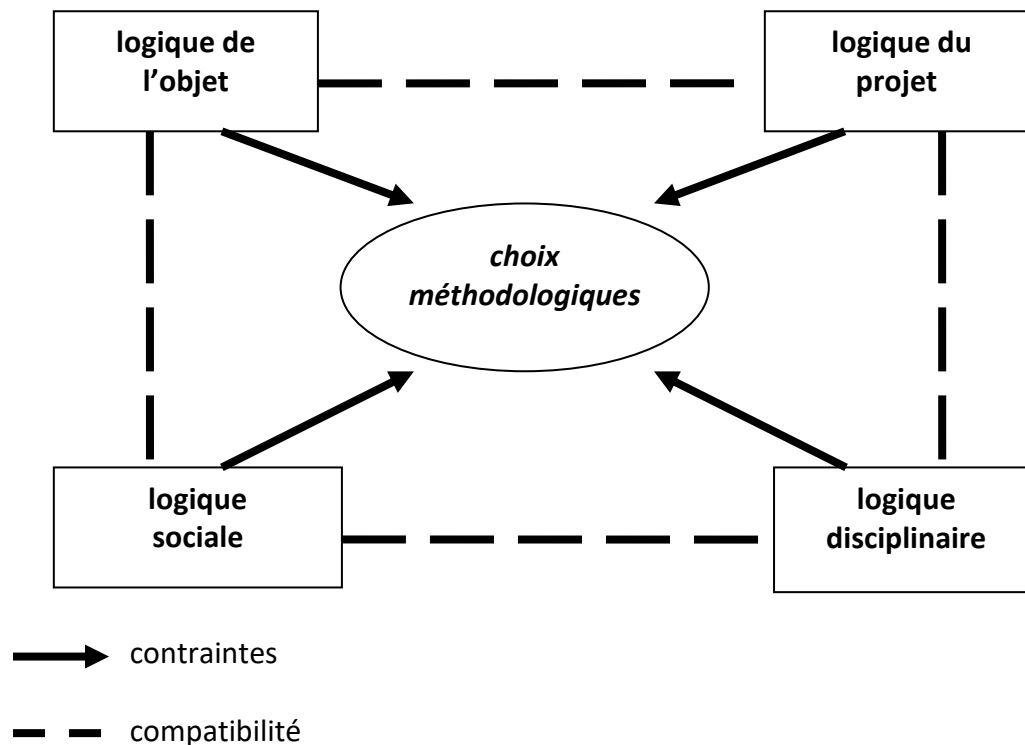 logique de
l’objet
logique du
projet
choix
méthodologiques
logique
sociale
logique
disciplinaire
contraintes
compatibilité